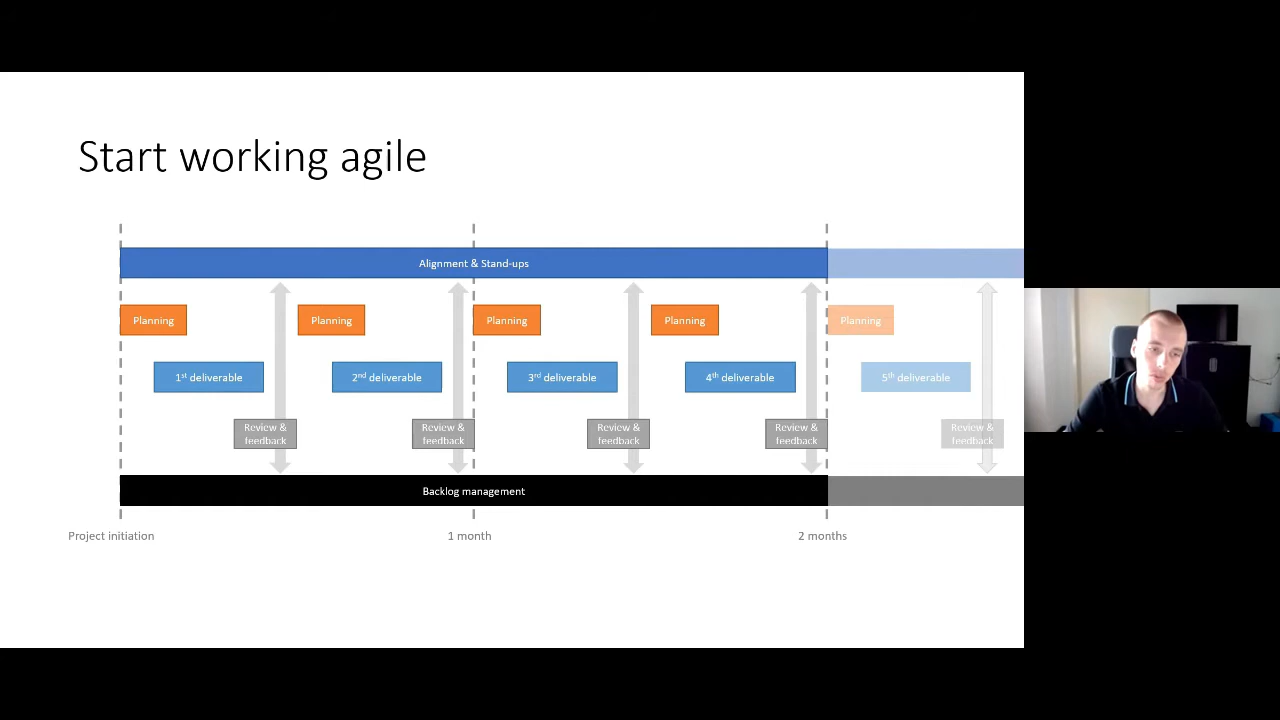 Start working agile
Alignment & Stand-ups
Planning
Planning
Planning
Planning
Planning
1st deliverable
2nd deliverable
3rd deliverable
4th deliverable
5th deliverable
Review &
feedback
Review &
feedback
Review &
feedback
Review &
feedback
Review &
feedback
Backlog management
Project initiation
1 month
2 months